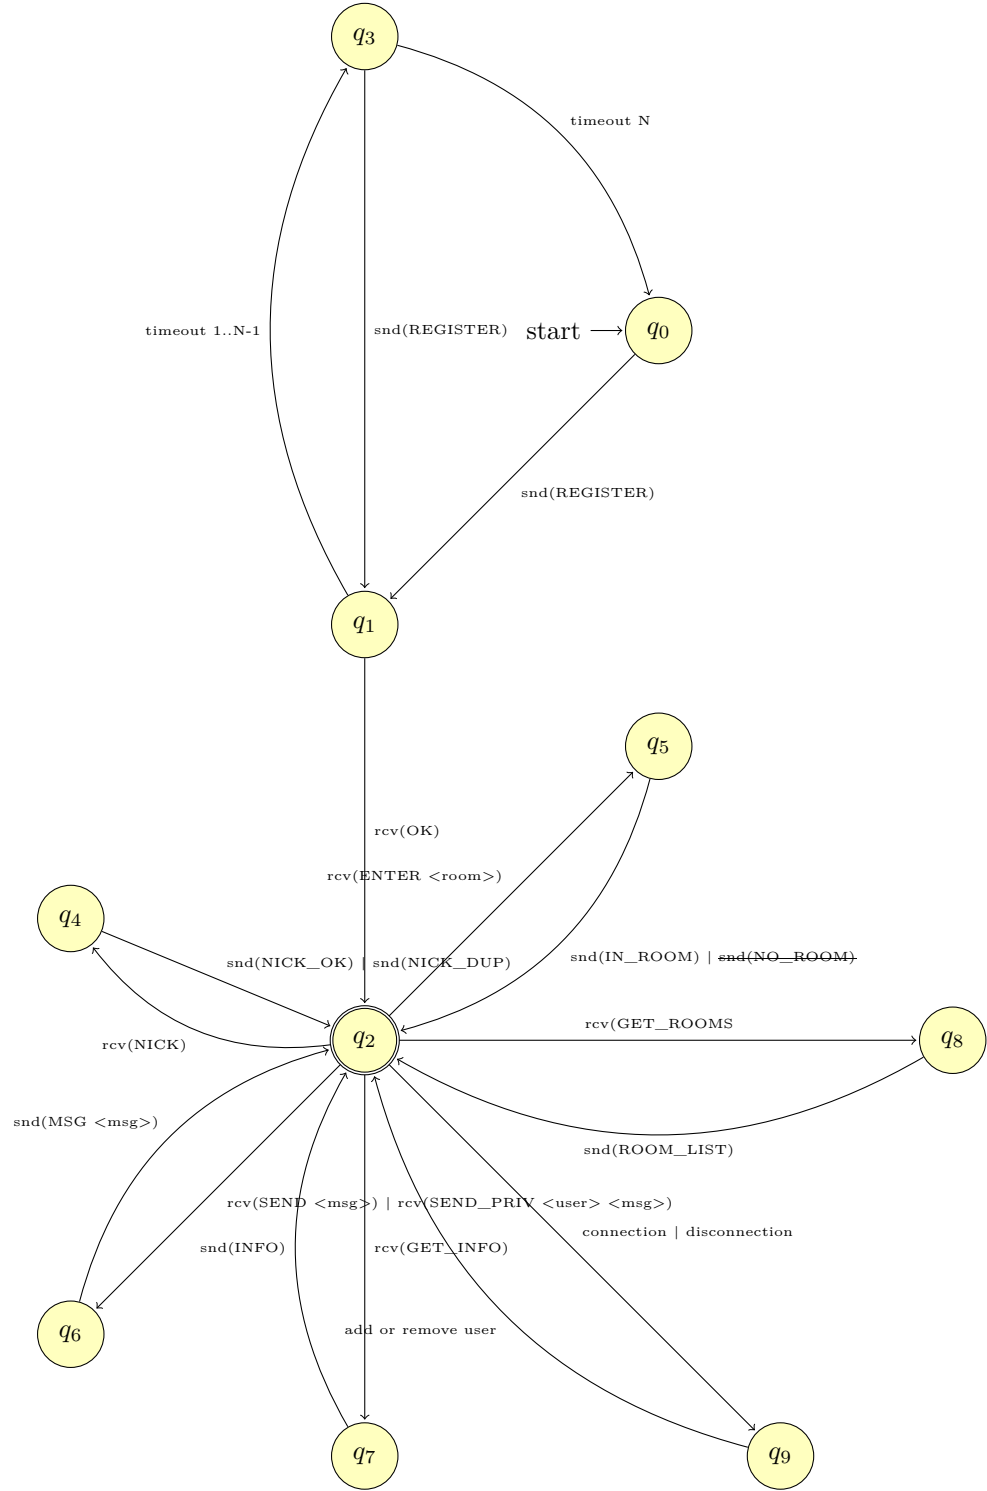 q3
timeout N
timeout 1..N-1
snd(REGISTER)
start
q0
snd(REGISTER)
q1
q5
rcv(OK)
rcv(ENTER <room>)
q4
snd(NICK_OK) | snd(NICK_DUP)
snd(IN_ROOM) | snd(NO_ROOM)
rcv(GET_ROOMS
q2
q8
rcv(NICK)
snd(MSG <msg>)
snd(ROOM_LIST)
rcv(SEND <msg>) | rcv(SEND_PRIV <user> <msg>)
connection | disconnection
snd(INFO)
rcv(GET_INFO)
add or remove user
q6
q7
q9